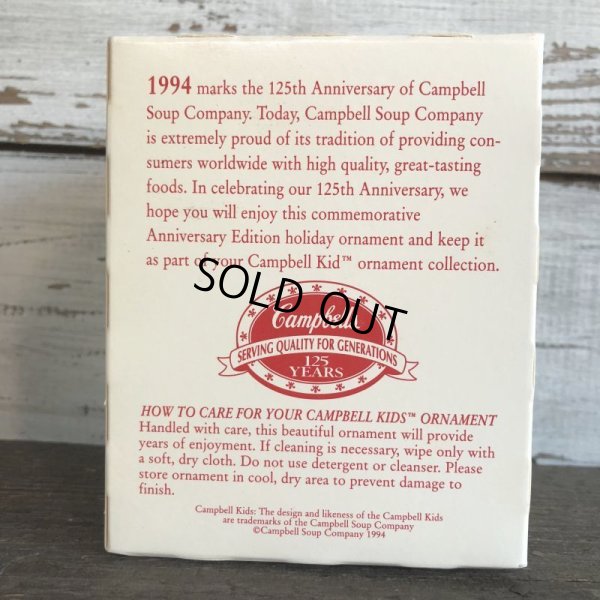 1994 marks the 125th Anniversary of Campbell
Soup Company. Today, Campbell Soup Company
is extremely proud of its tradition of providing con-
sumers worldwide with high quality, great-tasting
foods. In celebrating our 125th Anniversary, we
hope you will enjoy this commemorative
Anniversary Edition holiday ornament and keep it
as part of your Campbell Kid™ ornament collection.
SOLD OUT
Campbell's
SERVING QUALITY FOR GENERATIONS
125
YEARS
HOW TO CARE FOR YOUR CAMPBELL KIDS™ ORNAMENT
Handled with care, this beautiful ornament will provide
years of enjoyment. If cleaning is necessary, wipe only with
a soft, dry cloth. Do not use detergent or cleanser. Please
store ornament in cool, dry area to prevent damage to
finish.
Campbell Kids: The design and likeness of the Campbell Kids
are trademarks of the Campbell Soup Company
©Campbell Soup Company 1994